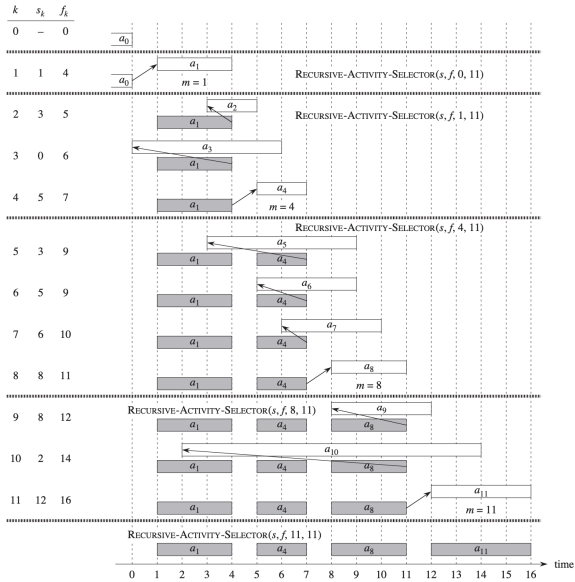 k s_k f_k
0 – 0
a_0
1 1 4 a_0 a_1
m = 1 RECURSIVE-ACTIVITY-SELECTOR(s, f, 0, 11)
2 3 5 a_2 RECURSIVE-ACTIVITY-SELECTOR(s, f, 1, 11)
a_1
3 0 6 a_3
a_1
4 5 7 a_4
a_1 m = 4
RECURSIVE-ACTIVITY-SELECTOR(s, f, 4, 11)
5 3 9 a_5
a_1 a_4
6 5 9 a_6
a_1 a_4
7 6 10 a_7
a_1 a_4
8 8 11 a_8
a_1 a_4 m = 8
9 8 12 RECURSIVE-ACTIVITY-SELECTOR(s, f, 8, 11) a_9
a_1 a_4 a_8
10 2 14 a_10
a_1 a_4 a_8
11 12 16 a_11
a_1 a_4 a_8 m = 11
RECURSIVE-ACTIVITY-SELECTOR(s, f, 11, 11)
a_1 a_4 a_8 a_11
0 1 2 3 4 5 6 7 8 9 10 11 12 13 14 15 16 time